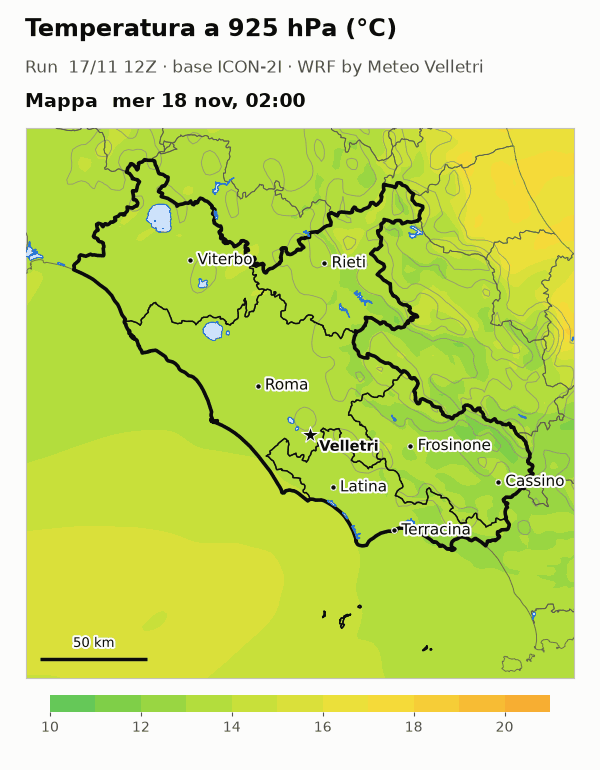 Temperatura a 925 hPa (°C)
Run 17/11 12Z · base ICON-2I · WRF by Meteo Velletri
Mappa mer 18 nov, 02:00
Viterbo
Rieti
Roma
Velletri
Frosinone
Cassino
Latina
Terracina
50 km
10 12 14 16 18 20